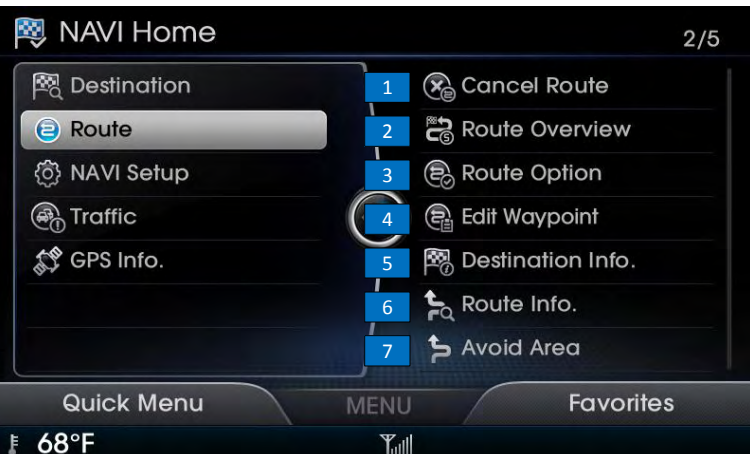 NAVI Home
2/5
Destination
Route
NAVI Setup
Traffic
GPS Info.
1 Cancel Route
2 Route Overview
3 Route Option
4 Edit Waypoint
5 Destination Info.
6 Route Info.
7 Avoid Area
Quick Menu
MENU
Favorites
68°F